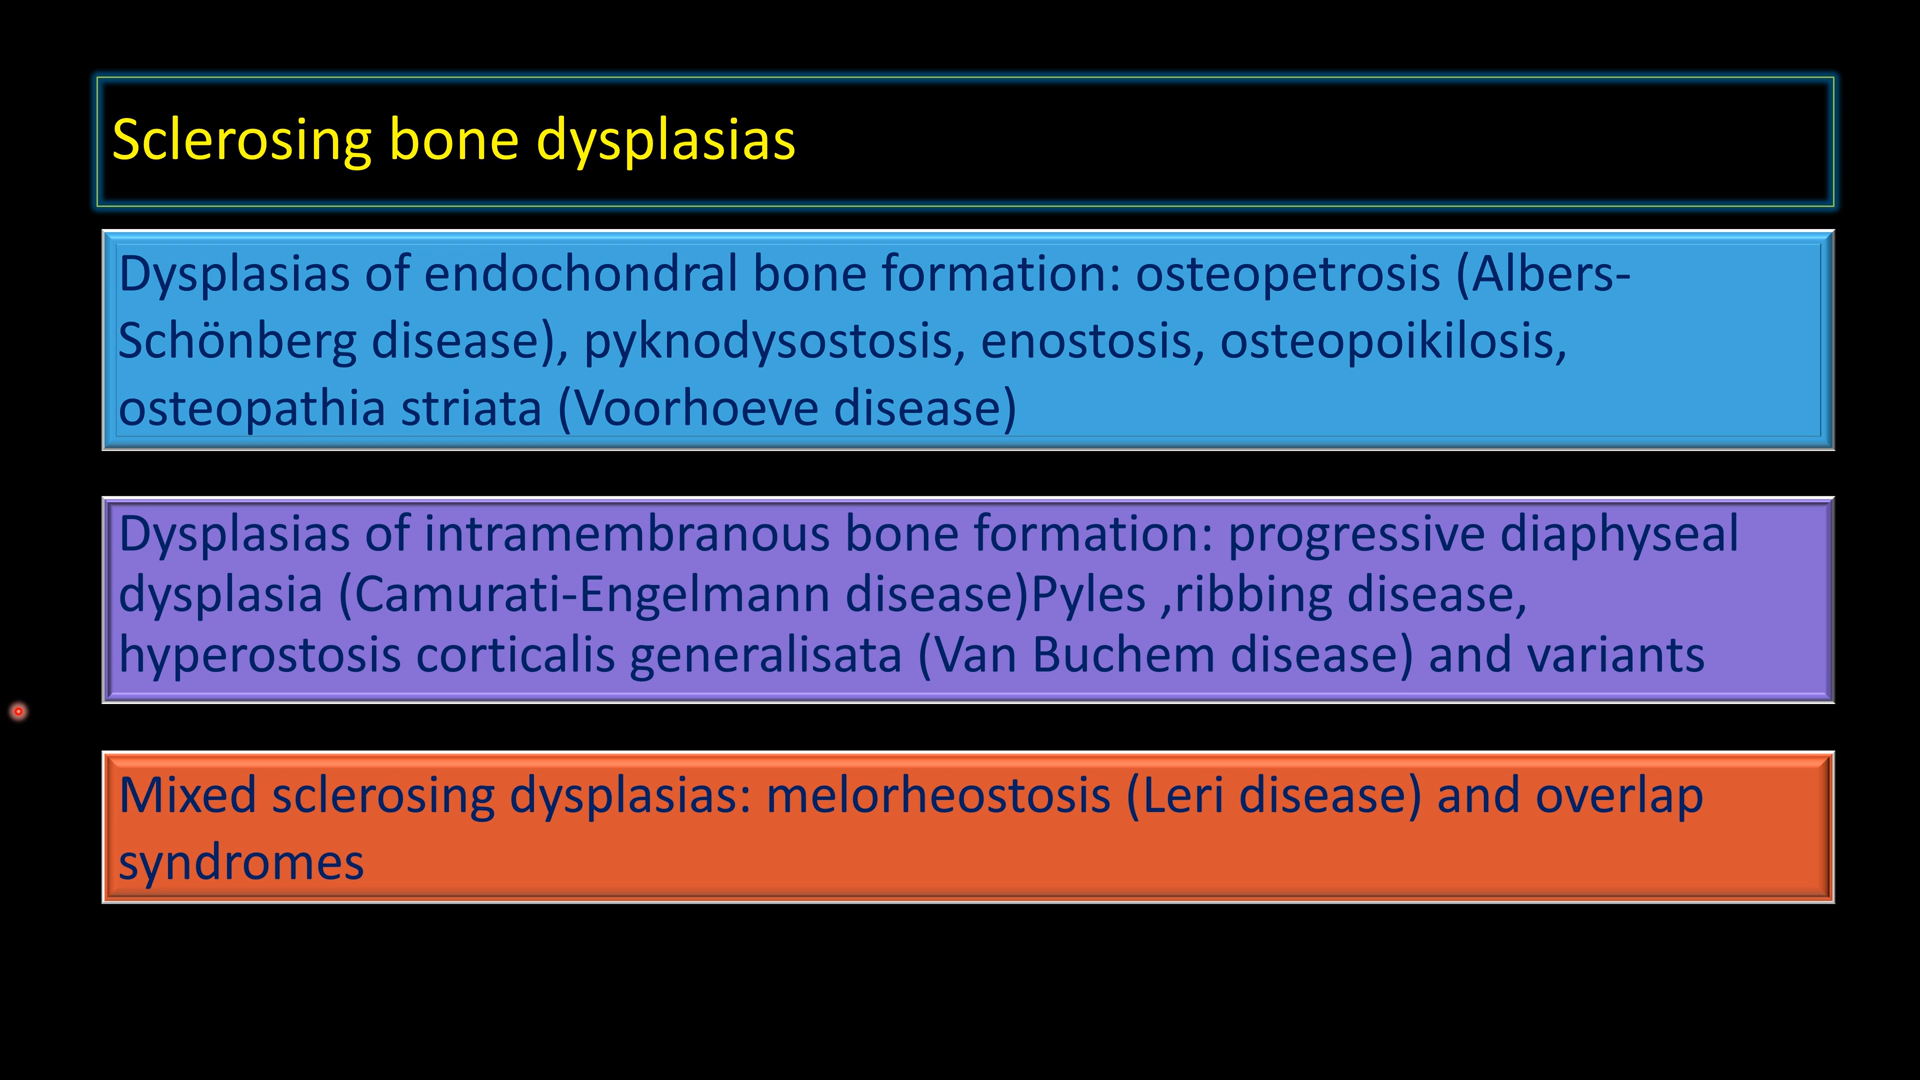 Sclerosing bone dysplasias
Dysplasias of endochondral bone formation: osteopetrosis (Albers-
Schönberg disease), pyknodysostosis, enostosis, osteopoikilosis,
osteopathia striata (Voorhoeve disease)
Dysplasias of intramembranous bone formation: progressive diaphyseal
dysplasia (Camurati-Engelmann disease)Pyles ,ribbing disease,
hyperostosis corticalis generalisata (Van Buchem disease) and variants
Mixed sclerosing dysplasias: melorheostosis (Leri disease) and overlap
syndromes